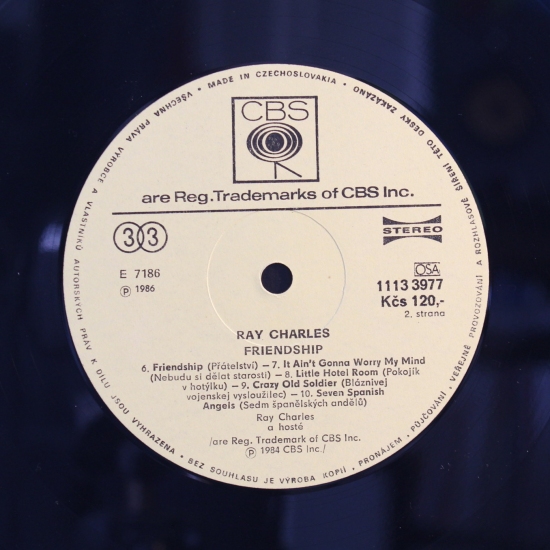 VŠECHNA PRÁVA VÝROBCE A VLASTNÍKŮ AUTORSKÝCH PRÁV K DÍLU JSOU VYHRAZENA • BEZ SOUHLASU JE VÝROBA KOPIÍ, PRONÁJEM, PŮJČOVÁNÍ, VEŘEJNÉ PROVOZOVÁNÍ A ROZHLASOVÉ ŠÍŘENÍ TÉTO DESKY ZAKÁZÁNO • MADE IN CZECHOSLOVAKIA •
CBS
are Reg.Trademarks of CBS Inc.
33
STEREO
E 7186
Ⓟ 1986
OSA
1113 3977
Kčs 120,-
2. strana
RAY CHARLES
FRIENDSHIP
6. Friendship (Přátelství) – 7. It Ain't Gonna Worry My Mind
(Nebudu si dělat starosti) – 8. Little Hotel Room (Pokojík
v hotýlku) – 9. Crazy Old Soldier (Bláznivej
vojenskej vysloužilec) – 10. Seven Spanish
Angels (Sedm španělských andělů)
Ray Charles
a hosté
/are Reg. Trademark of CBS Inc.
Ⓟ 1984 CBS Inc./